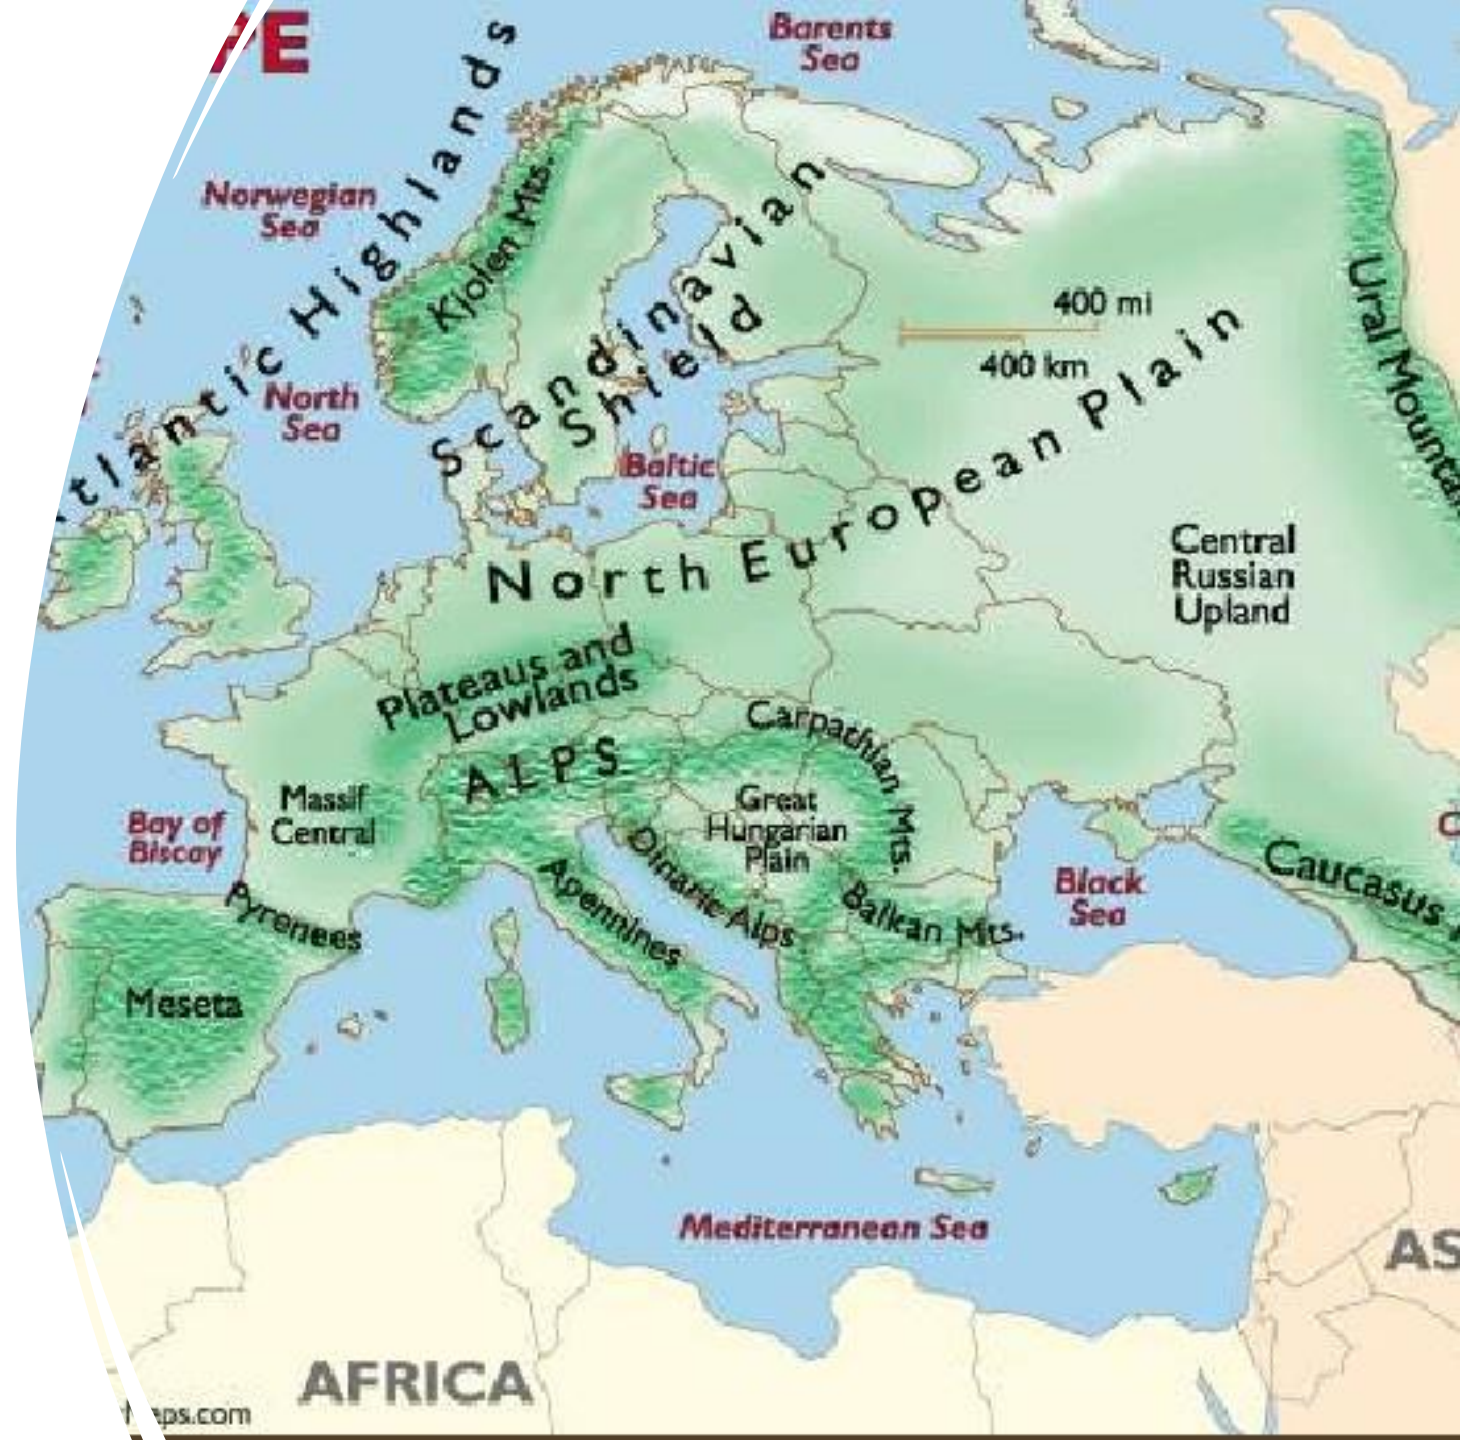 PE
Barents
Sea
Norwegian
Sea
tlantic Highlands
Kjolen Mts.
Scandinavian
Shield
North
Sea
Baltic
Sea
400 mi
400 km
North European Plain
Ural Mountai
Central
Russian
Upland
Plateaus and
Lowlands
Carpathian Mts.
ALPS
Massif
Central
Great
Hungarian
Plain
Bay of
Biscay
Dinaric Alps
Apennines
Pyrenees
Balkan Mts.
Black
Sea
Caucasus
C
Meseta
Mediterranean Sea
AS
AFRICA
aps.com